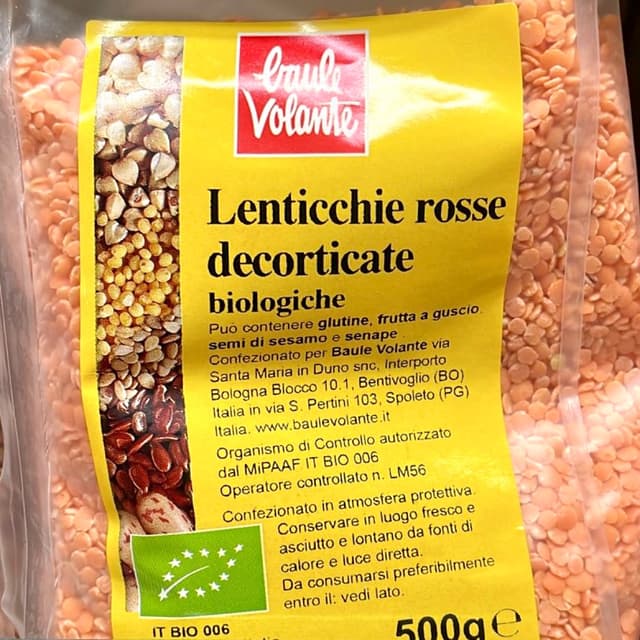 baule
Volante
Lenticchie rosse
decorticate
biologiche
Può contenere glutine, frutta a guscio,
semi di sesamo e senape.
Confezionato per Baule Volante via
Santa Maria in Duno snc, Interporto
Bologna Blocco 10.1, Bentivoglio (BO)
Italia in via S. Pertini 103, Spoleto (PG)
Italia. www.baulevolante.it
Organismo di Controllo autorizzato
dal MiPAAF IT BIO 006
Operatore controllato n. LM56
Confezionato in atmosfera protettiva.
Conservare in luogo fresco e
asciutto e lontano da fonti di
calore e luce diretta.
Da consumarsi preferibilmente
entro il: vedi lato.
IT BIO 006
500g e